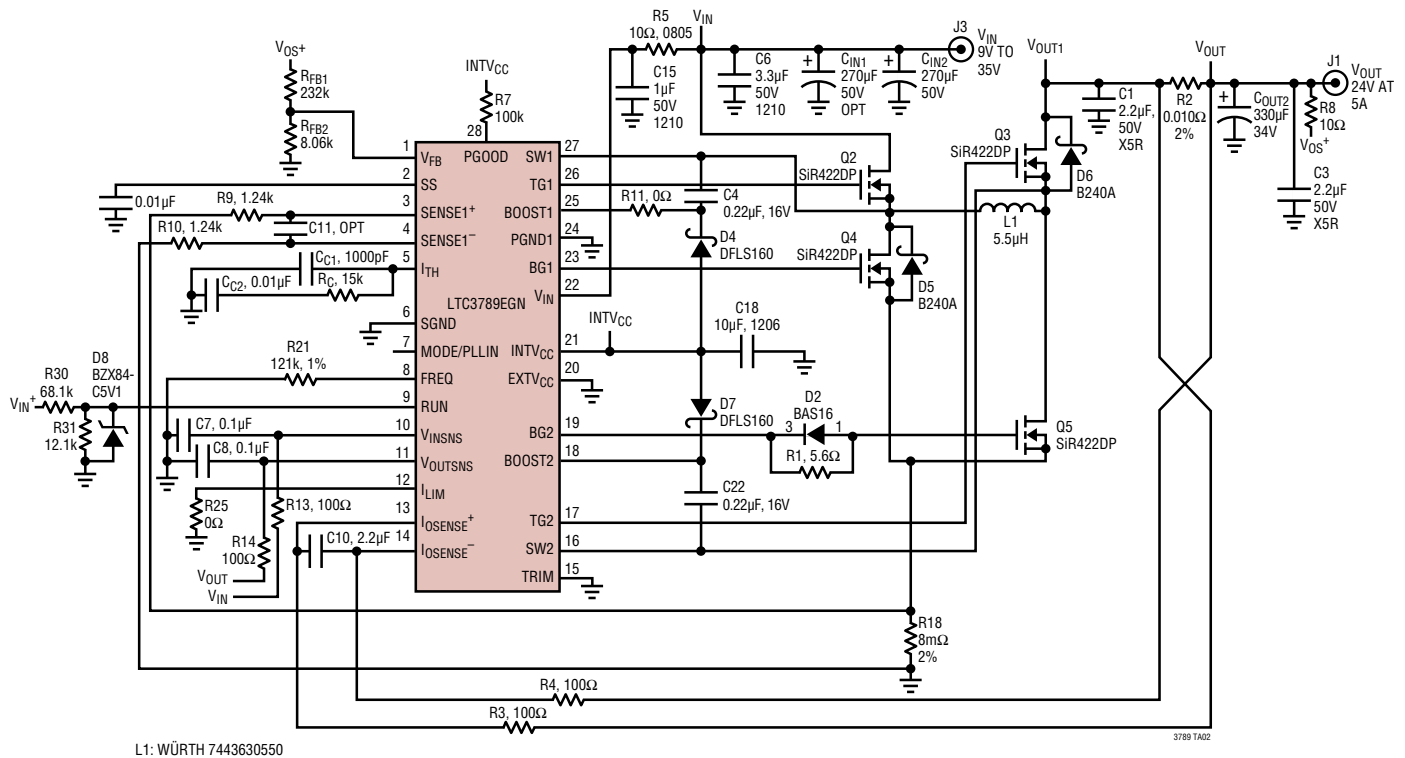 VOS+
RFB1
232k
RFB2
8.06k
INTVCC
R7
100k
R5
10Ω, 0805
VIN
C15
1µF
50V
1210
C6
3.3µF
50V
1210
+
CIN1
270µF
50V
OPT
+
CIN2
270µF
50V
J3
VIN
9V TO
35V
VOUT1
C1
2.2µF,
50V
X5R
R2
0.010Ω
2%
VOUT
+
COUT2
330µF
34V
R8
10Ω
VOS+
J1
VOUT
24V AT
5A
C3
2.2µF
50V
X5R
28
PGOOD
1
VFB
2
SS
3
SENSE1+
4
SENSE1−
5
ITH
6
SGND
7
MODE/PLLIN
8
FREQ
9
RUN
10
VINSNS
11
VOUTSNS
12
ILIM
13
IOSENSE+
14
IOSENSE−
LTC3789EGN
SW1
27
TG1
26
BOOST1
25
PGND1
24
BG1
23
VIN
22
INTVCC
21
EXTVCC
20
BG2
19
BOOST2
18
TG2
17
SW2
16
TRIM
15
0.01µF
R9, 1.24k
R10, 1.24k
C11, OPT
CC1, 1000pF
CC2, 0.01µF
RC, 15k
R21
121k, 1%
D8
BZX84-
C5V1
R30
68.1k
VIN+
R31
12.1k
C7, 0.1µF
C8, 0.1µF
R25
0Ω
R13, 100Ω
R14
100Ω
VOUT
VIN
C10, 2.2µF
R11, 0Ω
C4
0.22µF, 16V
D4
DFLS160
INTVCC
C18
10µF, 1206
D7
DFLS160
D2
BAS16
3
1
R1, 5.6Ω
C22
0.22µF, 16V
Q2
SiR422DP
Q4
SiR422DP
D5
B240A
Q3
SiR422DP
D6
B240A
L1
5.5µH
Q5
SiR422DP
R18
8mΩ
2%
R4, 100Ω
R3, 100Ω
3789 TA02
L1: WÜRTH 7443630550